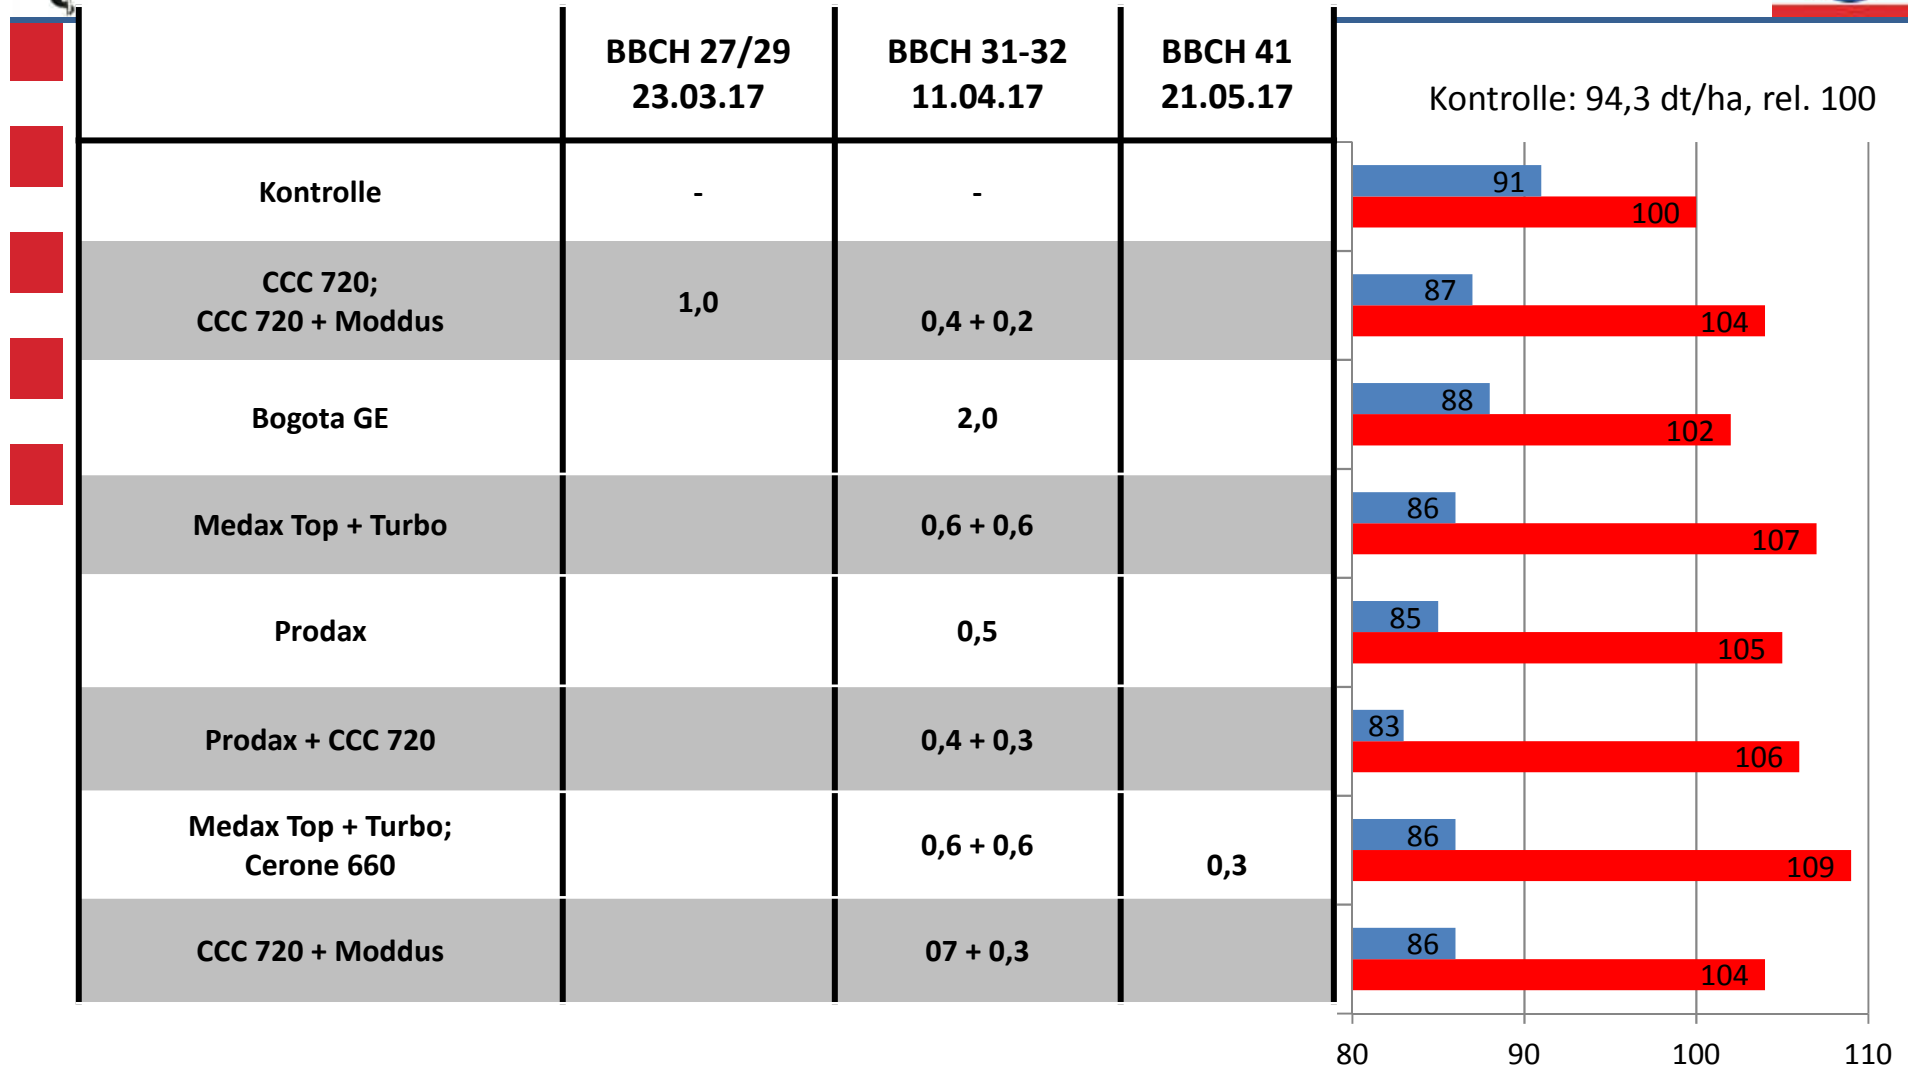 BBCH 27/29
23.03.17
BBCH 31-32
11.04.17
BBCH 41
21.05.17
Kontrolle: 94,3 dt/ha, rel. 100
Kontrolle
-
-
91
100
CCC 720;
CCC 720 + Moddus
1,0
0,4 + 0,2
87
104
Bogota GE
2,0
88
102
Medax Top + Turbo
0,6 + 0,6
86
107
Prodax
0,5
85
105
Prodax + CCC 720
0,4 + 0,3
83
106
Medax Top + Turbo;
Cerone 660
0,6 + 0,6
0,3
86
109
CCC 720 + Moddus
07 + 0,3
86
104
80
90
100
110